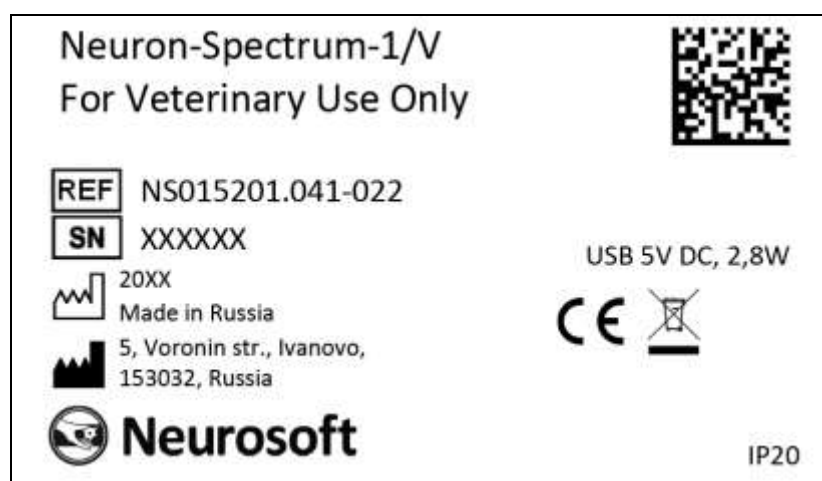 Neuron-Spectrum-1/V
For Veterinary Use Only
REF NS015201.041-022
SN XXXXXX
USB 5V DC, 2,8W
20XX
Made in Russia
CE
5, Voronin str., Ivanovo,
153032, Russia
Neurosoft
IP20